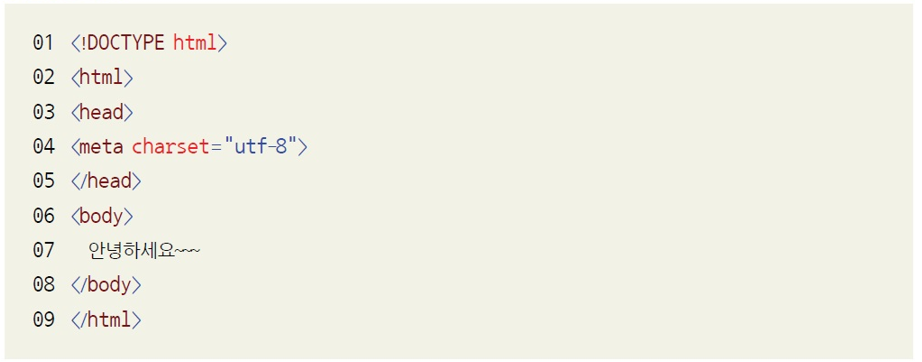 01 <!DOCTYPE html>
02 <html>
03 <head>
04 <meta charset="utf-8">
05 </head>
06 <body>
07 안녕하세요~~~
08 </body>
09 </html>